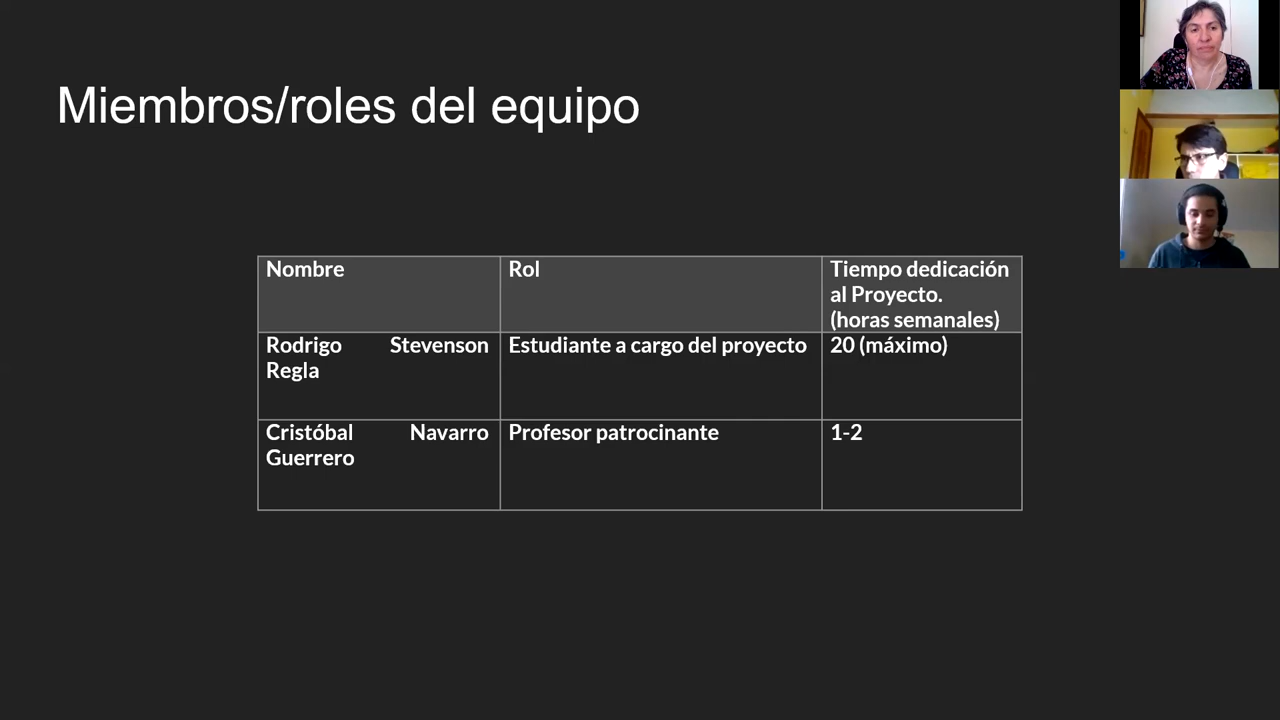 Miembros/roles del equipo
Nombre
Rol
Tiempo dedicación
al Proyecto.
(horas semanales)
Rodrigo Stevenson
Regla
Estudiante a cargo del proyecto
20 (máximo)
Cristóbal Navarro
Guerrero
Profesor patrocinante
1-2